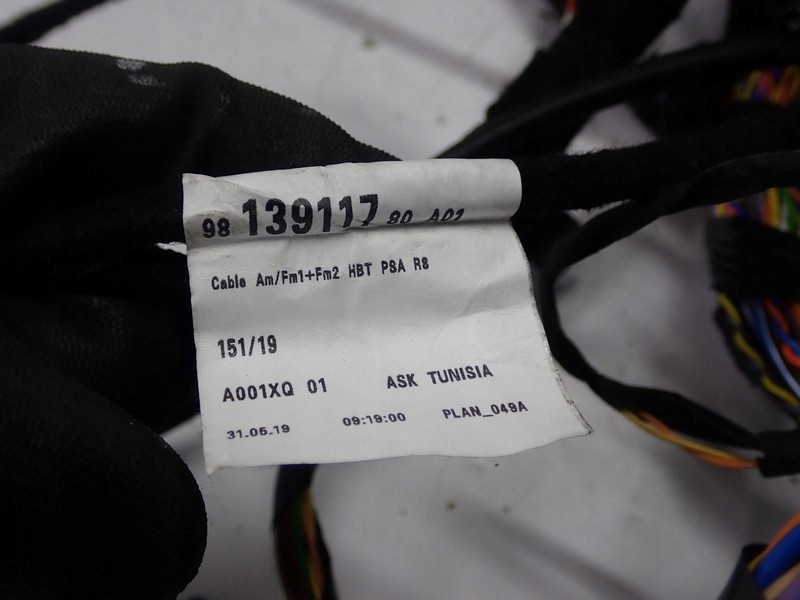 98 139117 80 A02
Cable Am/Fm1+Fm2 HBT PSA R8
151/19
A001XQ 01 ASK TUNISIA
31.05.19 09:19:00 PLAN_049A